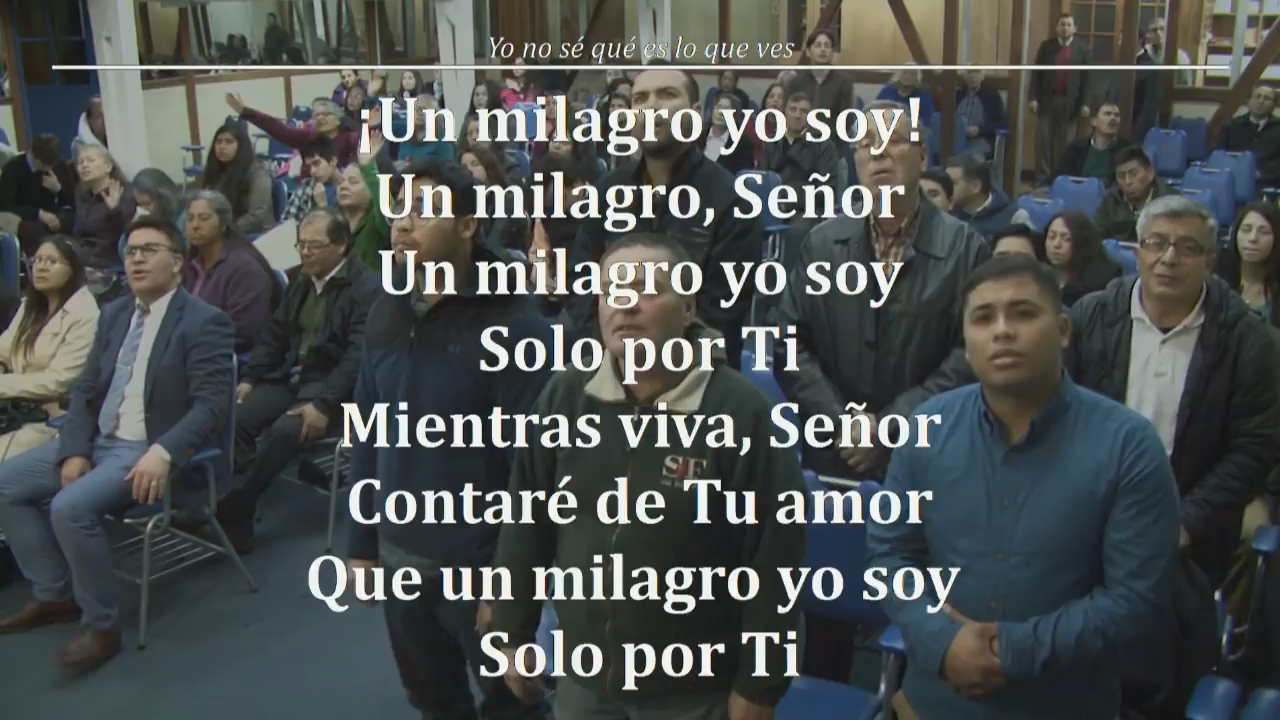 Yo no sé qué es lo que ves
¡Un milagro yo soy!
Un milagro, Señor
Un milagro yo soy
Solo por Ti
Mientras viva, Señor
Contaré de Tu amor
Que un milagro yo soy
Solo por Ti
SF